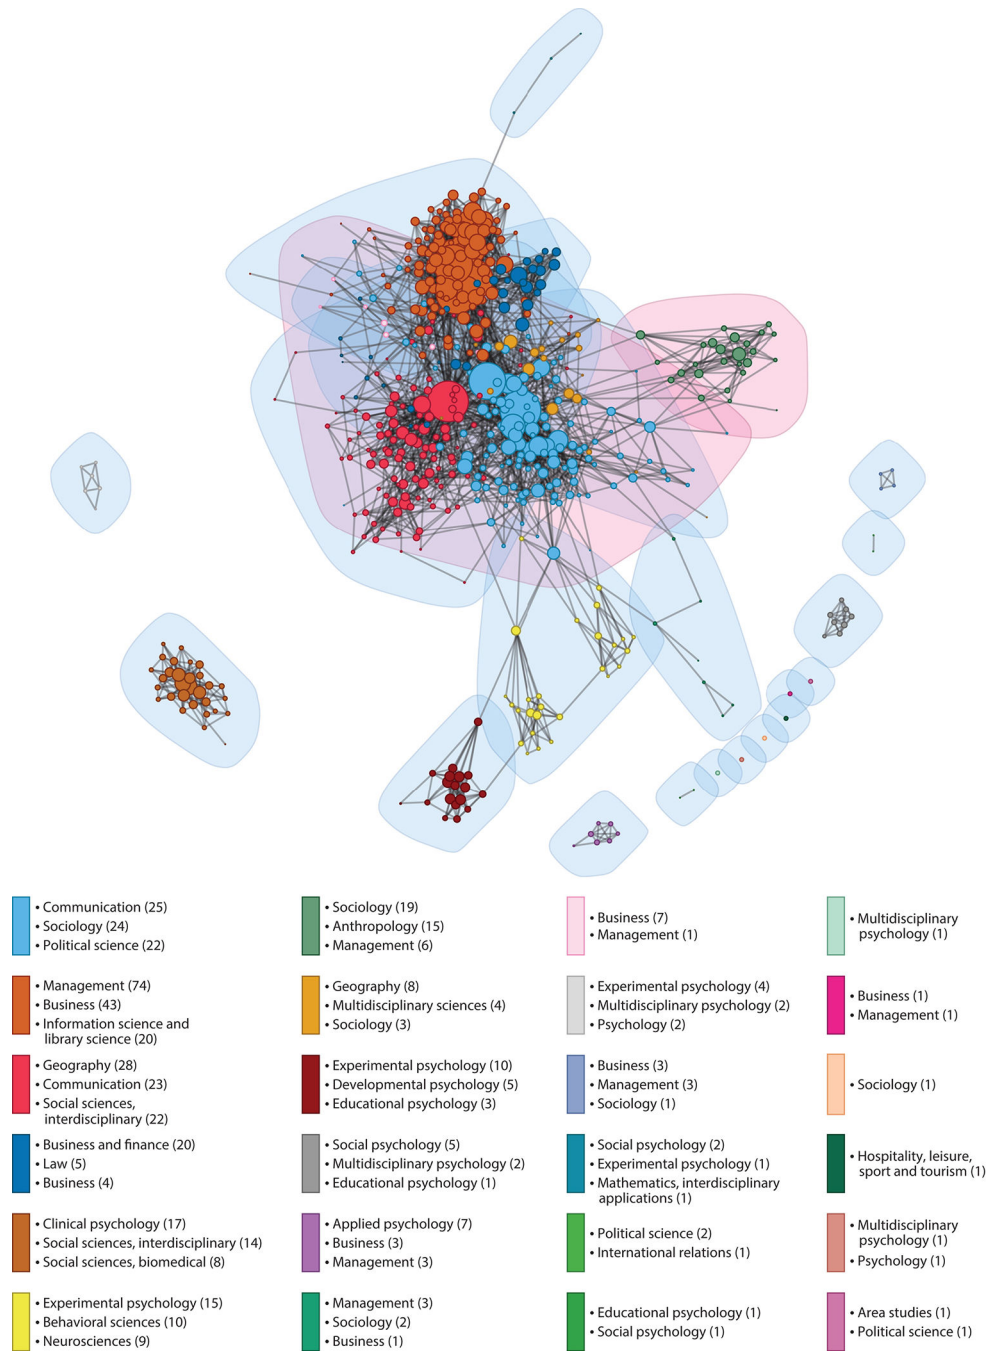 • Communication (25)
• Sociology (24)
• Political science (22)
• Management (74)
• Business (43)
• Information science and
library science (20)
• Geography (28)
• Communication (23)
• Social sciences,
interdisciplinary (22)
• Business and finance (20)
• Law (5)
• Business (4)
• Clinical psychology (17)
• Social sciences, interdisciplinary (14)
• Social sciences, biomedical (8)
• Experimental psychology (15)
• Behavioral sciences (10)
• Neurosciences (9)
• Sociology (19)
• Anthropology (15)
• Management (6)
• Geography (8)
• Multidisciplinary sciences (4)
• Sociology (3)
• Experimental psychology (10)
• Developmental psychology (5)
• Educational psychology (3)
• Social psychology (5)
• Multidisciplinary psychology (2)
• Educational psychology (1)
• Applied psychology (7)
• Business (3)
• Management (3)
• Management (3)
• Sociology (2)
• Business (1)
• Business (7)
• Management (1)
• Experimental psychology (4)
• Multidisciplinary psychology (2)
• Psychology (2)
• Business (3)
• Management (3)
• Sociology (1)
• Social psychology (2)
• Experimental psychology (1)
• Mathematics, interdisciplinary
applications (1)
• Political science (2)
• International relations (1)
• Educational psychology (1)
• Social psychology (1)
• Multidisciplinary
psychology (1)
• Business (1)
• Management (1)
• Sociology (1)
• Hospitality, leisure,
sport and tourism (1)
• Multidisciplinary
psychology (1)
• Psychology (1)
• Area studies (1)
• Political science (1)